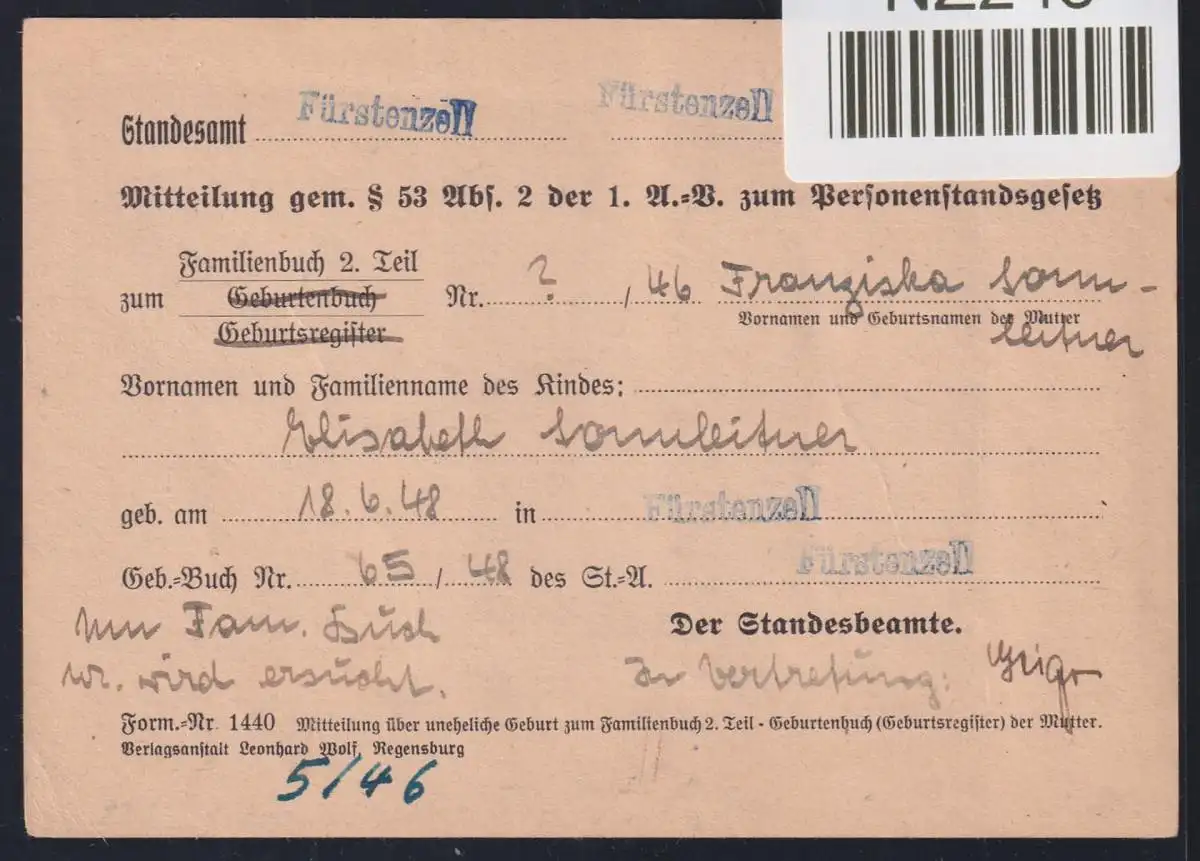 Standesamt Fürstenzell Fürstenzell
Mitteilung gem. § 53 Abs. 2 der 1. A.=V. zum Personenstandsgesetz
Familienbuch 2. Teil
zum Geburtenbuch Nr. ? / 46 Franziska Sonn-
Geburtsregister
Vornamen und Geburtsnamen der Mutter
leitner
Vornamen und Familienname des Kindes:
Elisabeth Sonnleitner
geb. am 18.6.48 in Fürstenzell
Geb.=Buch Nr. 65 / 48 des St.=A. Fürstenzell
Um Fam. Buch
Nr. wird ersucht.
Der Standesbeamte.
In Vertretung:
Form.=Nr. 1440 Mitteilung über uneheliche Geburt zum Familienbuch 2. Teil - Geburtenbuch (Geburtsregister) der Mutter.
Verlagsanstalt Leonhard Wolf, Regensburg
5/46